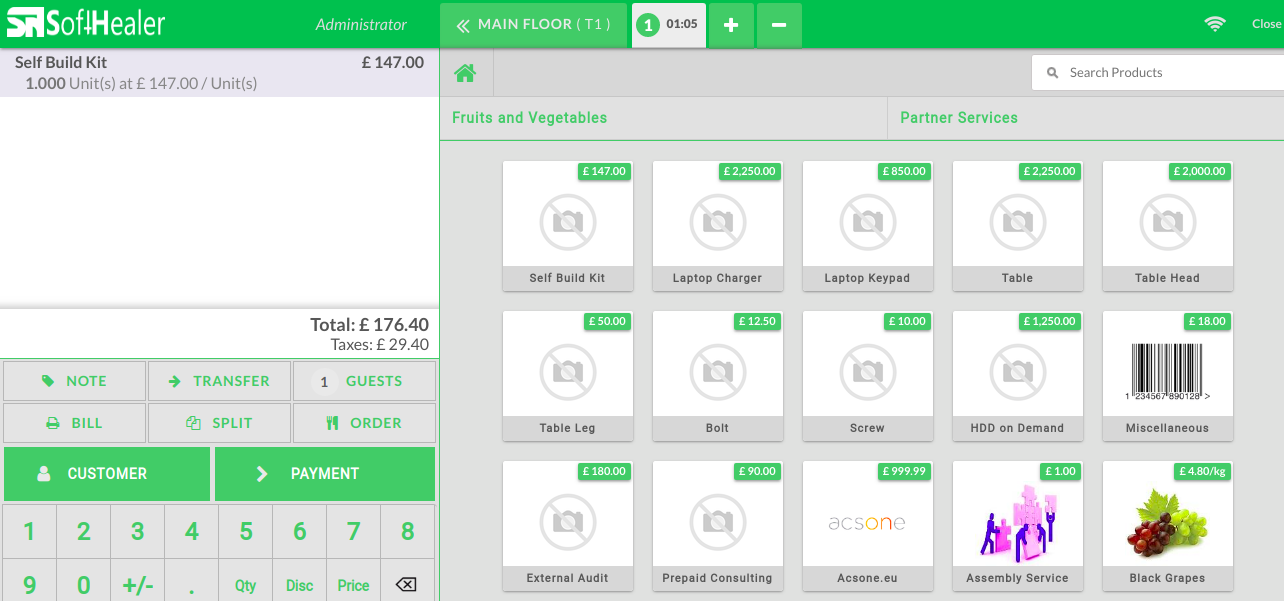 SoftHealer
Administrator
MAIN FLOOR ( T1 )
1 01:05
+
-
Close
Self Build Kit £ 147.00
1.000 Unit(s) at £ 147.00 / Unit(s)
Total: £ 176.40
Taxes: £ 29.40
NOTE TRANSFER 1 GUESTS
BILL SPLIT ORDER
CUSTOMER PAYMENT
1 2 3 4 5 6 7 8
9 0 +/- . Qty Disc Price
Search Products
Fruits and Vegetables Partner Services
£ 147.00 £ 2,250.00 £ 850.00 £ 2,250.00 £ 2,000.00
Self Build Kit Laptop Charger Laptop Keypad Table Table Head
£ 50.00 £ 12.50 £ 10.00 £ 1,250.00 £ 18.00
1 234567 890128 >
Table Leg Bolt Screw HDD on Demand Miscellaneous
£ 180.00 £ 90.00 £ 999.99 £ 1.00 £ 4.80/kg
acsone
External Audit Prepaid Consulting Acsone.eu Assembly Service Black Grapes